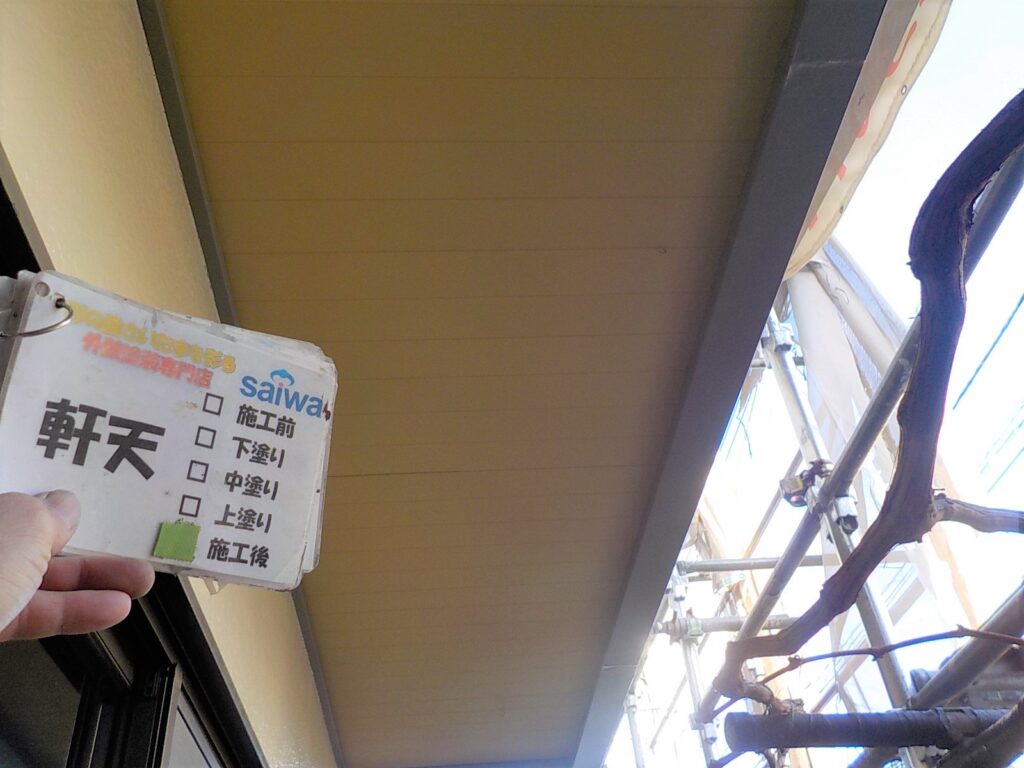 外壁塗装専門店
saiwa
軒天
施工前
下塗り
中塗り
上塗り
施工後